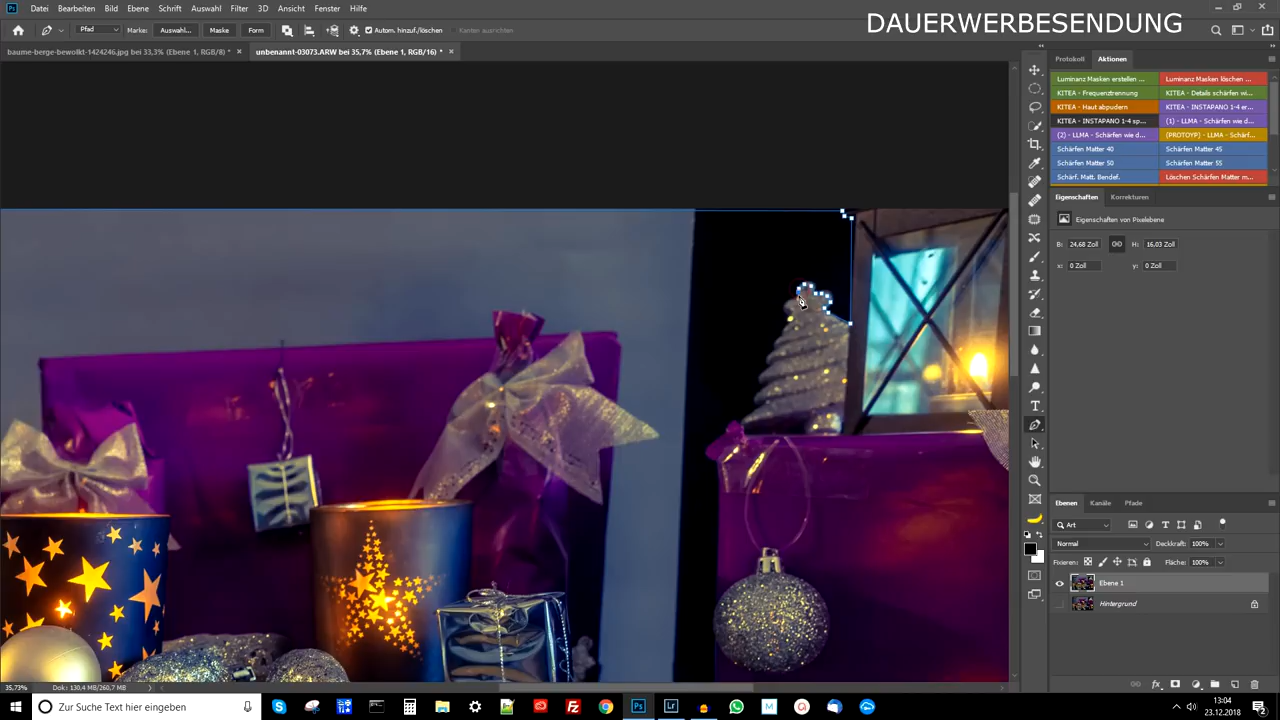 DAUERWERBESENDUNG
Datei Bearbeiten Bild Ebene Schrift Auswahl Filter 3D Ansicht Fenster Hilfe
Pfad Marke: Auswahl... Maske Form Autom. hinzuf./löschen Kanten ausrichten
baume-berge-bewolkt-1424246.jpg bei 33,3% (Ebene 1, RGB/8) * unbenannt-03073.ARW bei 35,7% (Ebene 1, RGB/16) *
Protokoll Aktionen
Luminanz Masken erstellen ... Luminanz Masken löschen ...
KITEA - Frequenztrennung KITEA - Details schärfen wi...
KITEA - Haut abpudern KITEA - INSTAPANO 1-4 er...
KITEA - INSTAPANO 1-4 sp... (1) - LLMA - Schärfen wie d...
(2) - LLMA - Schärfen wie d... (PROTOYP) - LLMA - Schärf...
Schärfen Matter 40 Schärfen Matter 45
Schärfen Matter 50 Schärfen Matter 55
Schärf. Matt. Bendef. Löschen Schärfen Matter m...
Eigenschaften Korrekturen
Eigenschaften von Pixelebene
B: 24,68 Zoll H: 16,03 Zoll
x: 0 Zoll y: 0 Zoll
Ebenen Kanäle Pfade
Art
Normal Deckkraft: 100%
Fixieren: Fläche: 100%
Ebene 1
Hintergrund
35,73% Dok: 130,4 MB/260,7 MB
Zur Suche Text hier eingeben
13:04
23.12.2018